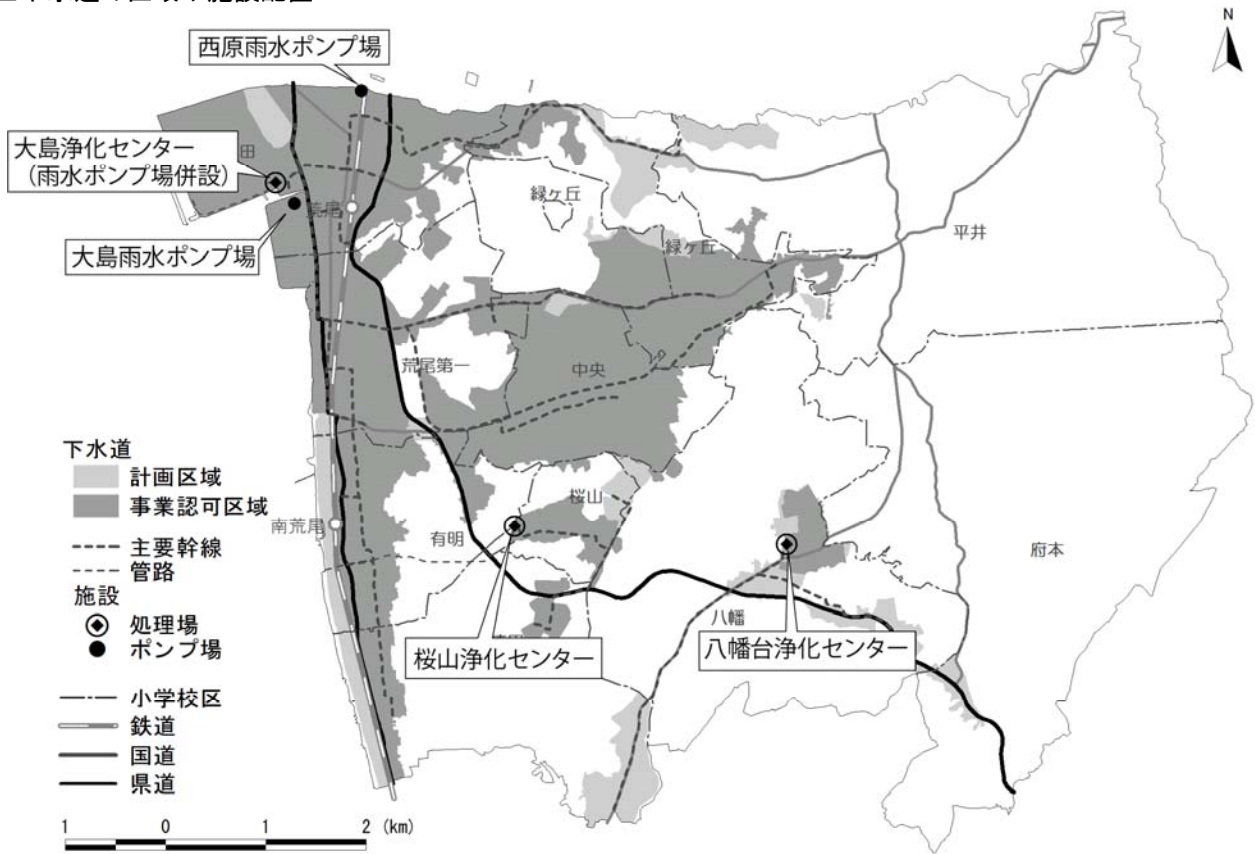 N
西原雨水ポンプ場
大島浄化センター
（雨水ポンプ場併設）
田
荒尾
大島雨水ポンプ場
緑ヶ丘
緑ヶ丘
平井
荒尾第一
中央
下水道
計画区域
事業認可区域
主要幹線
管路
施設
処理場
ポンプ場
小学校区
鉄道
国道
県道
南荒尾
有明
桜山
府本
八幡
桜山浄化センター
八幡台浄化センター
1 0 1 2 (km)